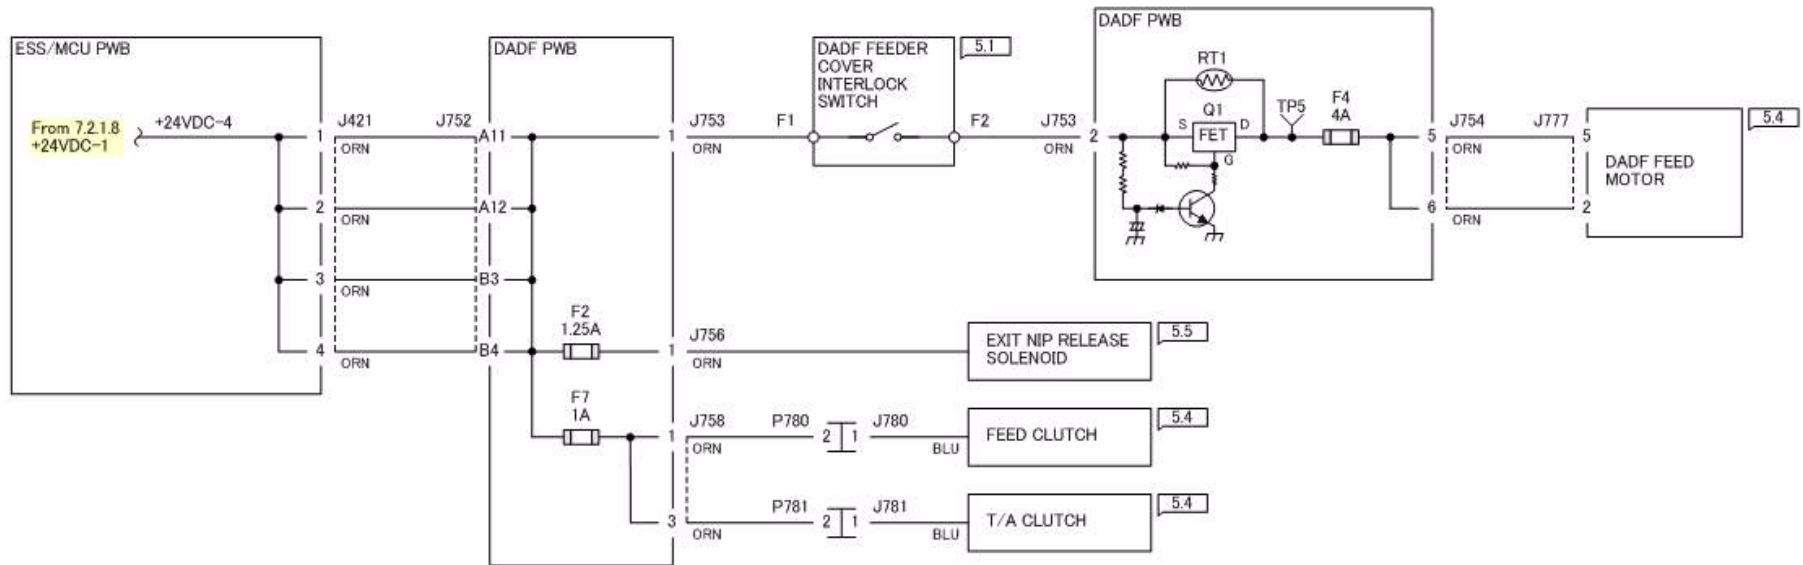 ESS/MCU PWB
From 7.2.1.8
+24VDC-1
+24VDC-4
1
J421
J752
ORN
A11
2
ORN
A12
3
ORN
B3
4
ORN
B4
DADF PWB
F2
1.25A
F7
1A
1
J753
ORN
F1
DADF FEEDER
COVER
INTERLOCK
SWITCH
5.1
F2
J753
ORN
2
DADF PWB
RT1
Q1
S
FET
D
G
TP5
F4
4A
5
J754
J777
ORN
5
6
ORN
2
DADF FEED
MOTOR
5.4
1
J756
ORN
EXIT NIP RELEASE
SOLENOID
5.5
1
J758
ORN
P780
2
1
J780
BLU
FEED CLUTCH
5.4
3
ORN
P781
2
1
J781
BLU
T/A CLUTCH
5.4